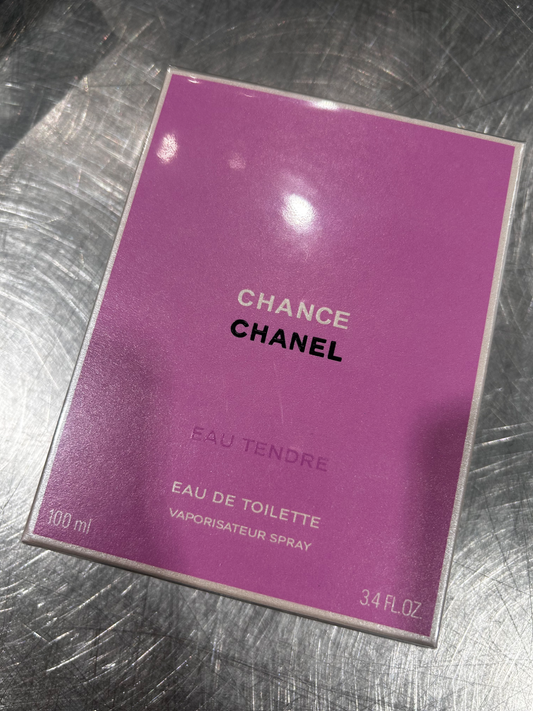 CHANCE
CHANEL
EAU TENDRE
EAU DE TOILETTE
VAPORISATEUR SPRAY
100 ml
3.4 FL.OZ.